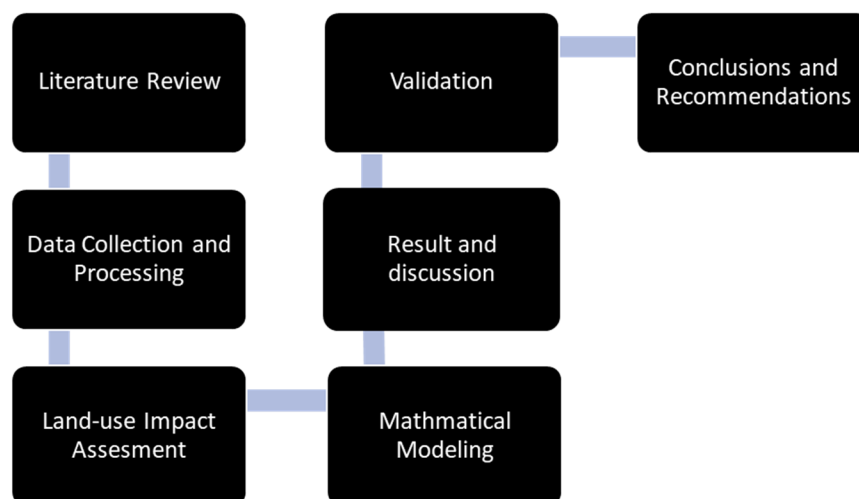 Literature Review
Data Collection and
Processing
Land-use Impact
Assesment
Mathmatical
Modeling
Result and
discussion
Validation
Conclusions and
Recommendations